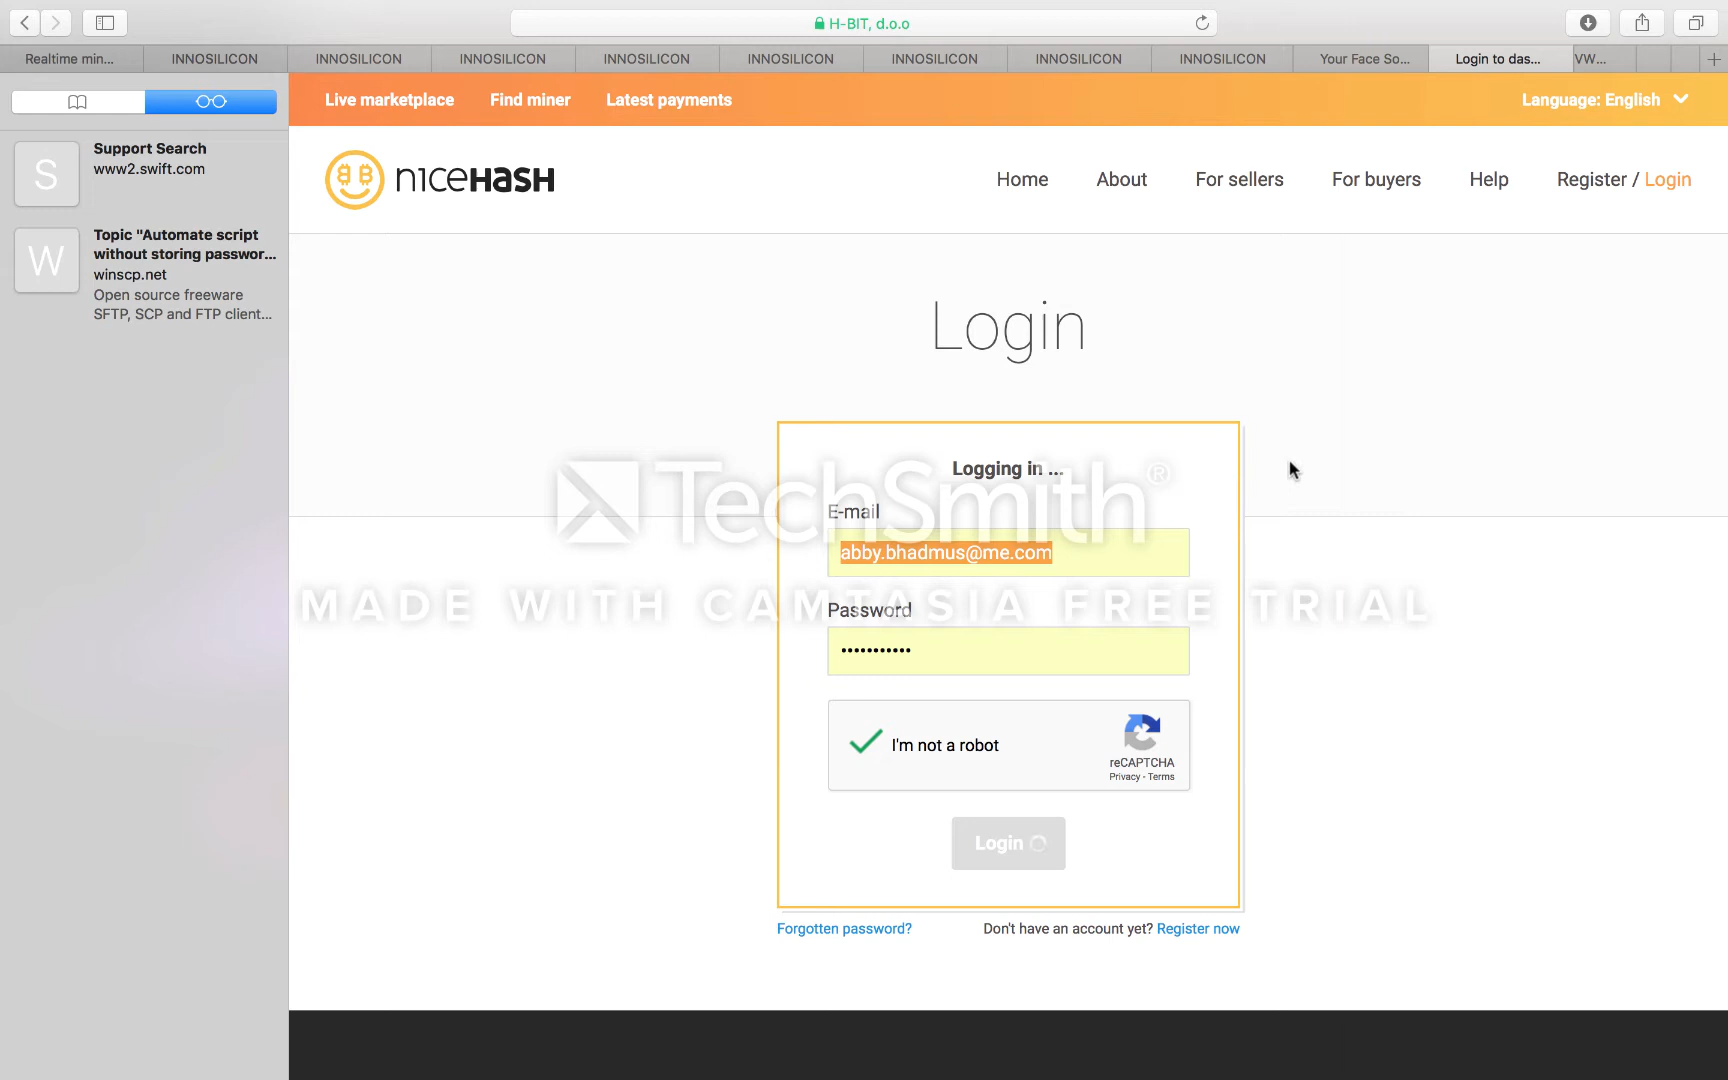 H-BIT, d.o.o
Realtime min...
INNOSILICON
INNOSILICON
INNOSILICON
INNOSILICON
INNOSILICON
INNOSILICON
INNOSILICON
INNOSILICON
Your Face So...
Login to das...
VW...
Live marketplace
Find miner
Latest payments
Language: English
S
Support Search
www2.swift.com
W
Topic "Automate script
without storing passwor...
winscp.net
Open source freeware
SFTP, SCP and FTP client...
nıceHasH
Home
About
For sellers
For buyers
Help
Register / Login
Login
Logging in ...
TechSmith®
E-mail
abby.bhadmus@me.com
MADE WITH CAMTASIA FREE TRIAL
Password
•••••••••••
I'm not a robot
reCAPTCHA
Privacy - Terms
Login
Forgotten password?
Don't have an account yet? Register now